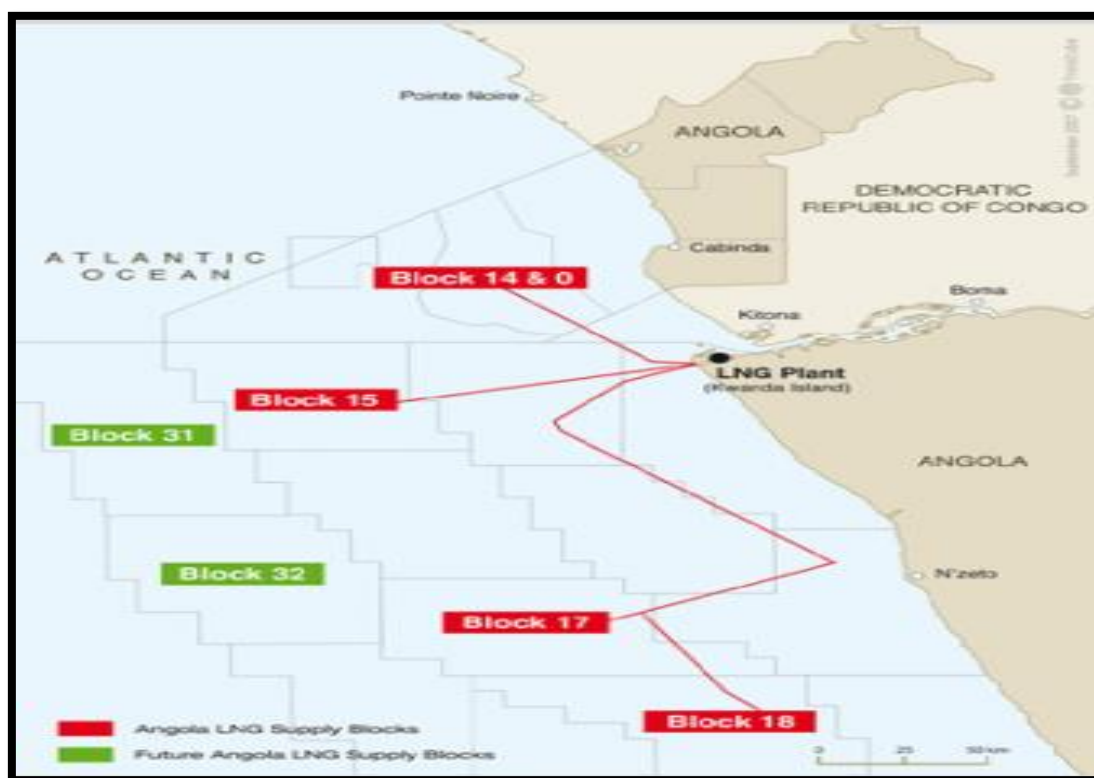 Pointe Noire
ANGOLA
DEMOCRATIC
REPUBLIC OF CONGO
ATLANTIC
OCEAN
Cabinda
Block 14 & 0
Boma
Kitona
LNG Plant
(Kwanda Island)
Block 15
Block 31
ANGOLA
Block 32
N'zeto
Block 17
Block 18
Angola LNG Supply Blocks
Future Angola LNG Supply Blocks
0 25 50 km